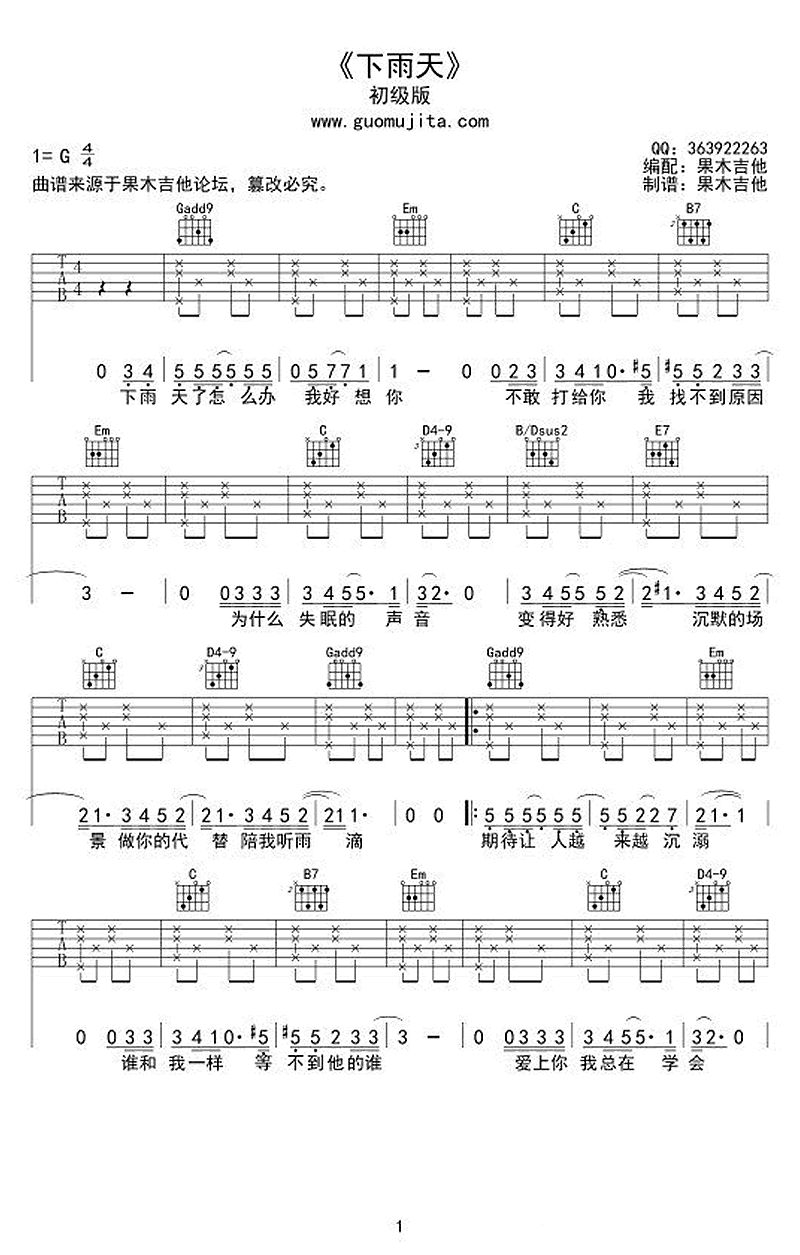 《下雨天》
初级版
www.guomujita.com
1= G 4/4
QQ: 363922263
编配: 果木吉他
曲谱来源于果木吉他论坛，篡改必究。
制谱: 果木吉他
Gadd9 Em C B7
T A B 4 4
0 3 4 5 5 5 5 5 5 5 0 5 7 7 1 1 － 0 0 2 3 3 4 1 0· #5 #5 5 2 3 3
下雨 天了怎么办 我好想你 不敢 打给你 我 找不到原因
Em C D4-9 B/Dsus2 E7
T A B
3 － 0 0 3 3 3 3 4 5 5· 1 3 2· 0 3 4 5 5 5 2 2 #1· 3 4 5 2
为什么 失眠的 声音 变得好 熟悉 沉默的场
C D4-9 Gadd9 Gadd9 Em
T A B
2 1· 3 4 5 2 2 1· 3 4 5 2 2 1 1· 0 0 5 5 5 5 5 5 5 5 5 2 2 7 2 1· 1
景 做你的代 替 陪我听雨 滴 期待让 人越 来越沉溺
C B7 Em C D4-9
T A B
0 0 3 3 3 4 1 0· #5 #5 5 2 3 3 3 － 0 0 3 3 3 3 4 5 5· 1 3 2· 0
谁和 我一样 等 不到他的谁 爱上你 我总在 学会
1